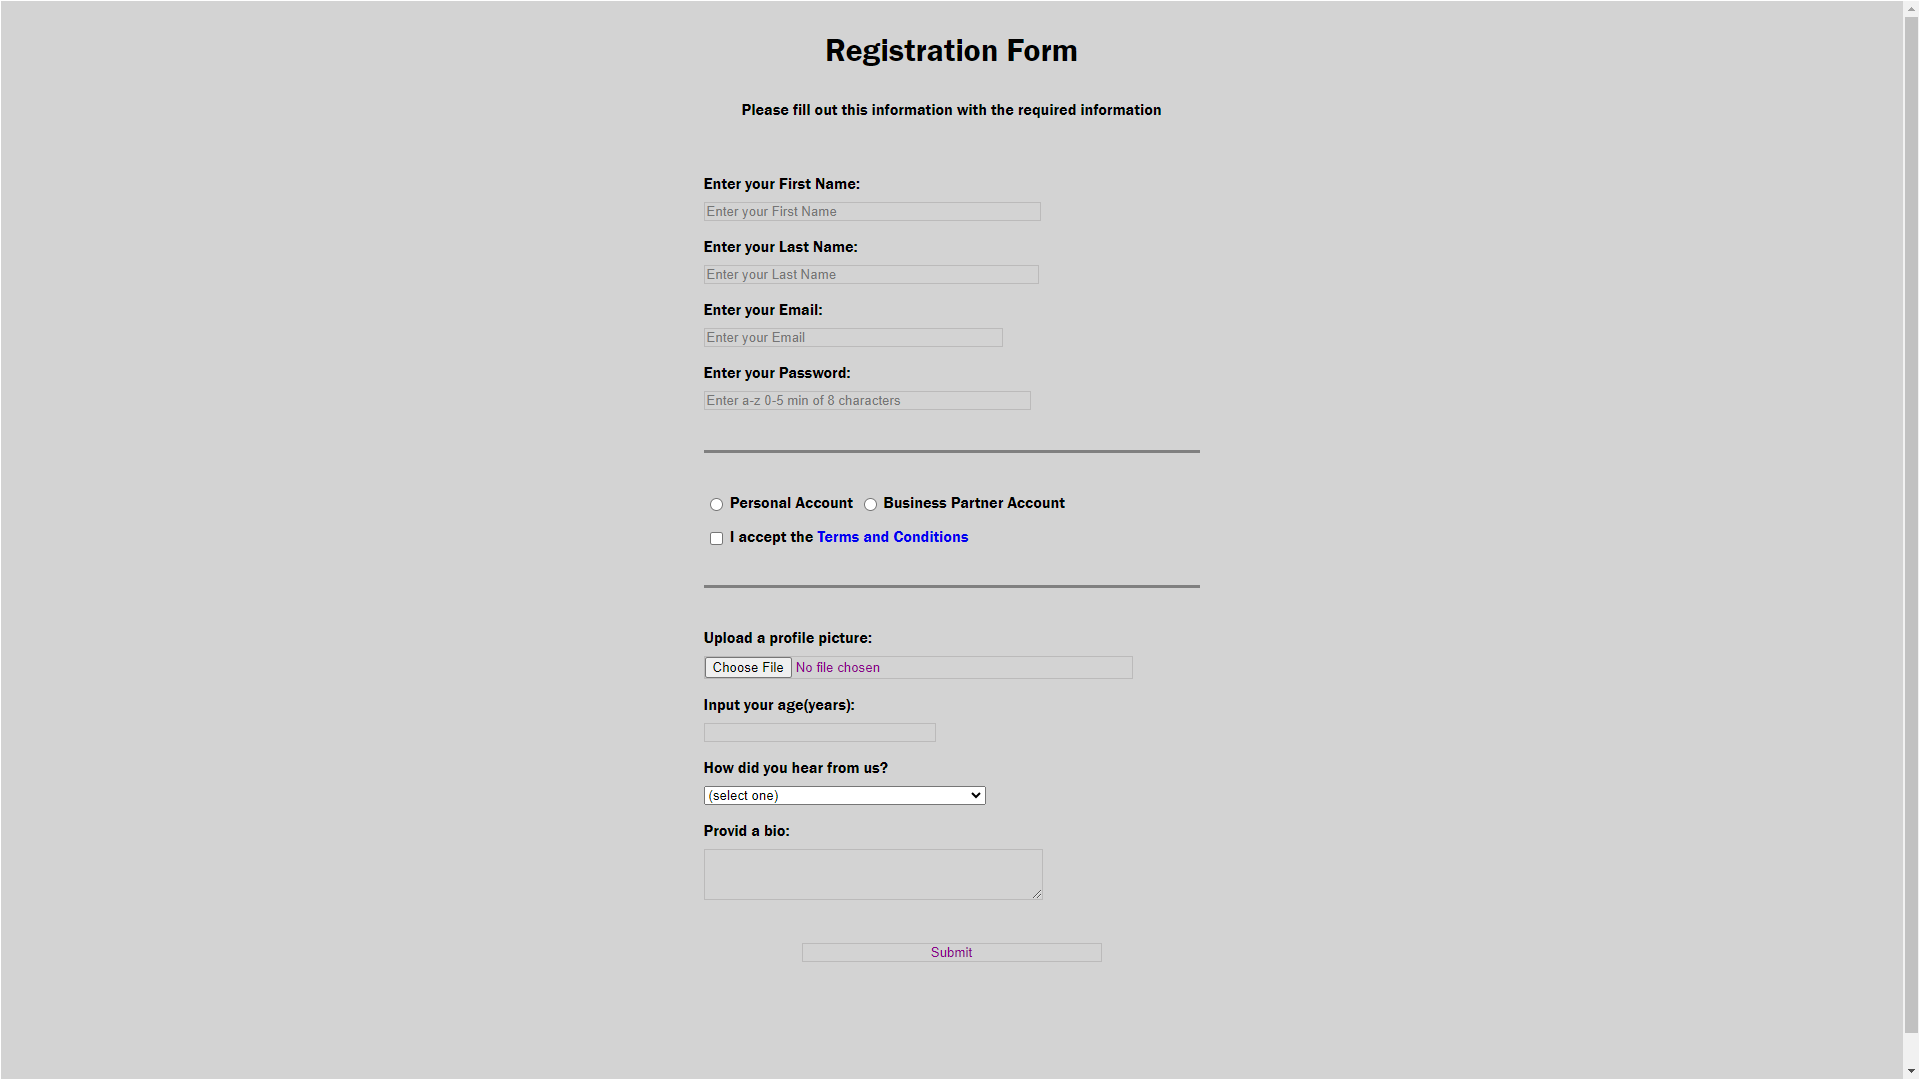 Registration Form
Please fill out this information with the required information
Enter your First Name:
Enter your First Name
Enter your Last Name:
Enter your Last Name
Enter your Email:
Enter your Email
Enter your Password:
Enter a-z 0-5 min of 8 characters
Personal Account Business Partner Account
I accept the Terms and Conditions
Upload a profile picture:
Choose File No file chosen
Input your age(years):
How did you hear from us?
(select one)
Provid a bio:
Submit